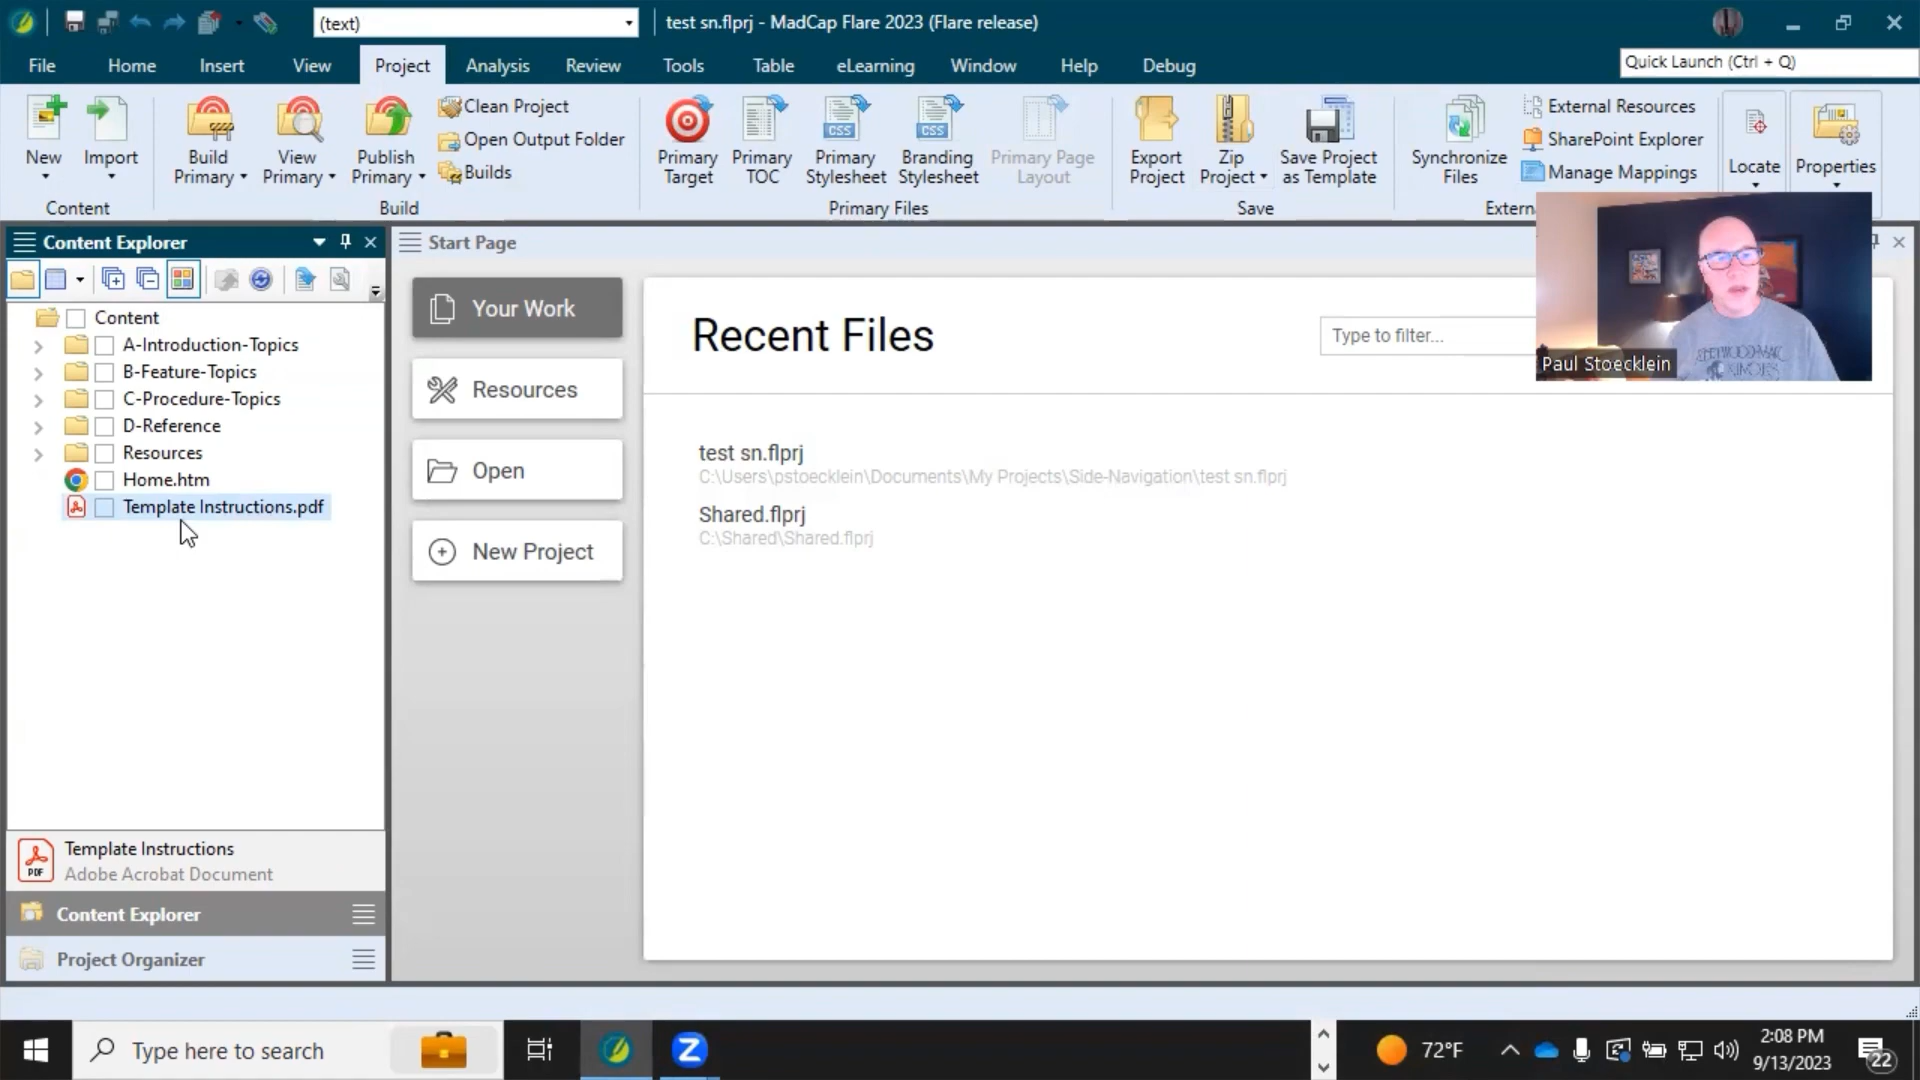 (text)
test sn.flprj - MadCap Flare 2023 (Flare release)
File Home Insert View Project Analysis Review Tools Table eLearning Window Help Debug
Quick Launch (Ctrl + Q)
New
Import
Content
Build Primary
View Primary
Publish Primary
Clean Project
Open Output Folder
Builds
Build
Primary Target
Primary TOC
Primary Stylesheet
Branding Stylesheet
Primary Page Layout
Primary Files
Export Project
Zip Project
Save Project as Template
Save
Synchronize Files
External Resources
SharePoint Explorer
Manage Mappings
Extern
Locate
Properties
Content Explorer
Content
A-Introduction-Topics
B-Feature-Topics
C-Procedure-Topics
D-Reference
Resources
Home.htm
Template Instructions.pdf
PDF
Template Instructions
Adobe Acrobat Document
Content Explorer
Project Organizer
Start Page
Your Work
Resources
Open
New Project
Recent Files
Type to filter...
test sn.flprj
C:\Users\pstoecklein\Documents\My Projects\Side-Navigation\test sn.flprj
Shared.flprj
C:\Shared\Shared.flprj
Paul Stoecklein
Type here to search
72°F
2:08 PM
9/13/2023
22